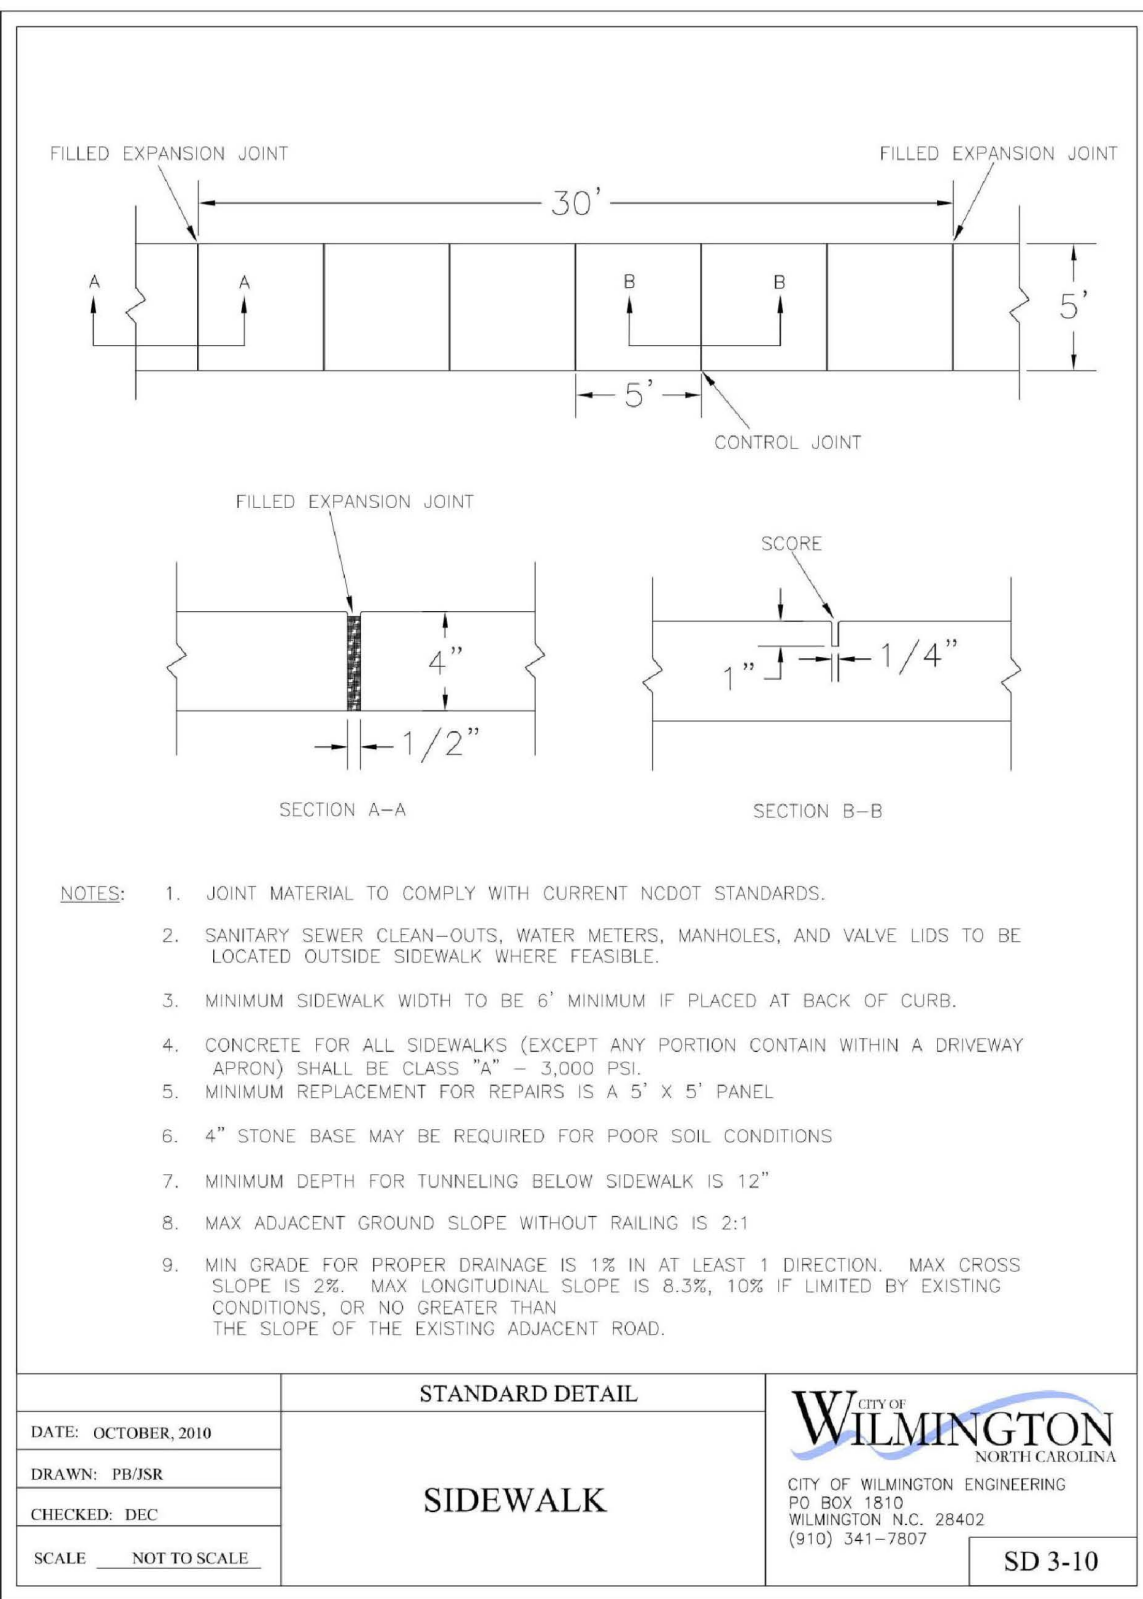 FILLED EXPANSION JOINT
FILLED EXPANSION JOINT
30'
A
A
B
B
5'
5'
CONTROL JOINT
FILLED EXPANSION JOINT
SCORE
4"
1"
1/4"
1/2"
SECTION A-A
SECTION B-B
NOTES:
1. JOINT MATERIAL TO COMPLY WITH CURRENT NCDOT STANDARDS.
2. SANITARY SEWER CLEAN-OUTS, WATER METERS, MANHOLES, AND VALVE LIDS TO BE
LOCATED OUTSIDE SIDEWALK WHERE FEASIBLE.
3. MINIMUM SIDEWALK WIDTH TO BE 6' MINIMUM IF PLACED AT BACK OF CURB.
4. CONCRETE FOR ALL SIDEWALKS (EXCEPT ANY PORTION CONTAIN WITHIN A DRIVEWAY
APRON) SHALL BE CLASS "A" - 3,000 PSI.
5. MINIMUM REPLACEMENT FOR REPAIRS IS A 5' X 5' PANEL
6. 4" STONE BASE MAY BE REQUIRED FOR POOR SOIL CONDITIONS
7. MINIMUM DEPTH FOR TUNNELING BELOW SIDEWALK IS 12"
8. MAX ADJACENT GROUND SLOPE WITHOUT RAILING IS 2:1
9. MIN GRADE FOR PROPER DRAINAGE IS 1% IN AT LEAST 1 DIRECTION. MAX CROSS
SLOPE IS 2%. MAX LONGITUDINAL SLOPE IS 8.3%, 10% IF LIMITED BY EXISTING
CONDITIONS, OR NO GREATER THAN
THE SLOPE OF THE EXISTING ADJACENT ROAD.
DATE: OCTOBER, 2010
DRAWN: PB/JSR
CHECKED: DEC
SCALE NOT TO SCALE
STANDARD DETAIL
SIDEWALK
CITY OF
WILMINGTON
NORTH CAROLINA
CITY OF WILMINGTON ENGINEERING
PO BOX 1810
WILMINGTON N.C. 28402
(910) 341-7807
SD 3-10